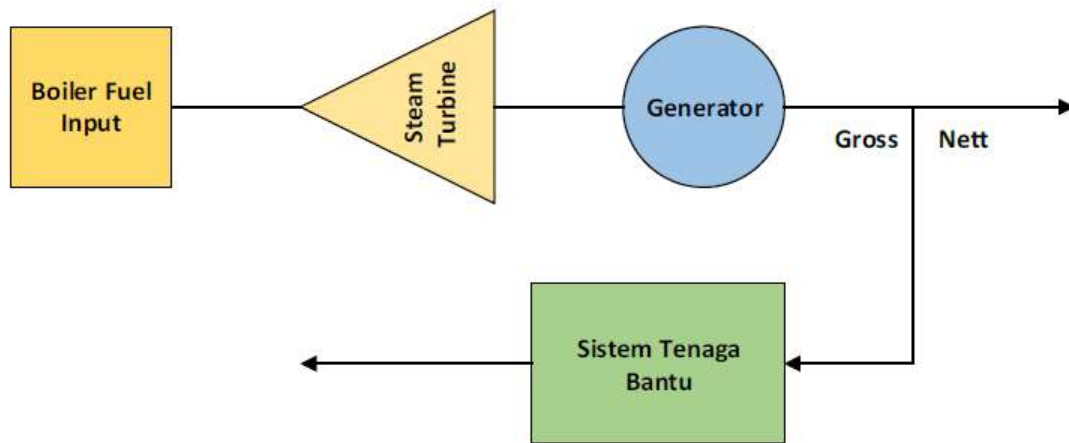 Boiler Fuel
Input
Steam
Turbine
Generator
Gross
Nett
Sistem Tenaga
Bantu